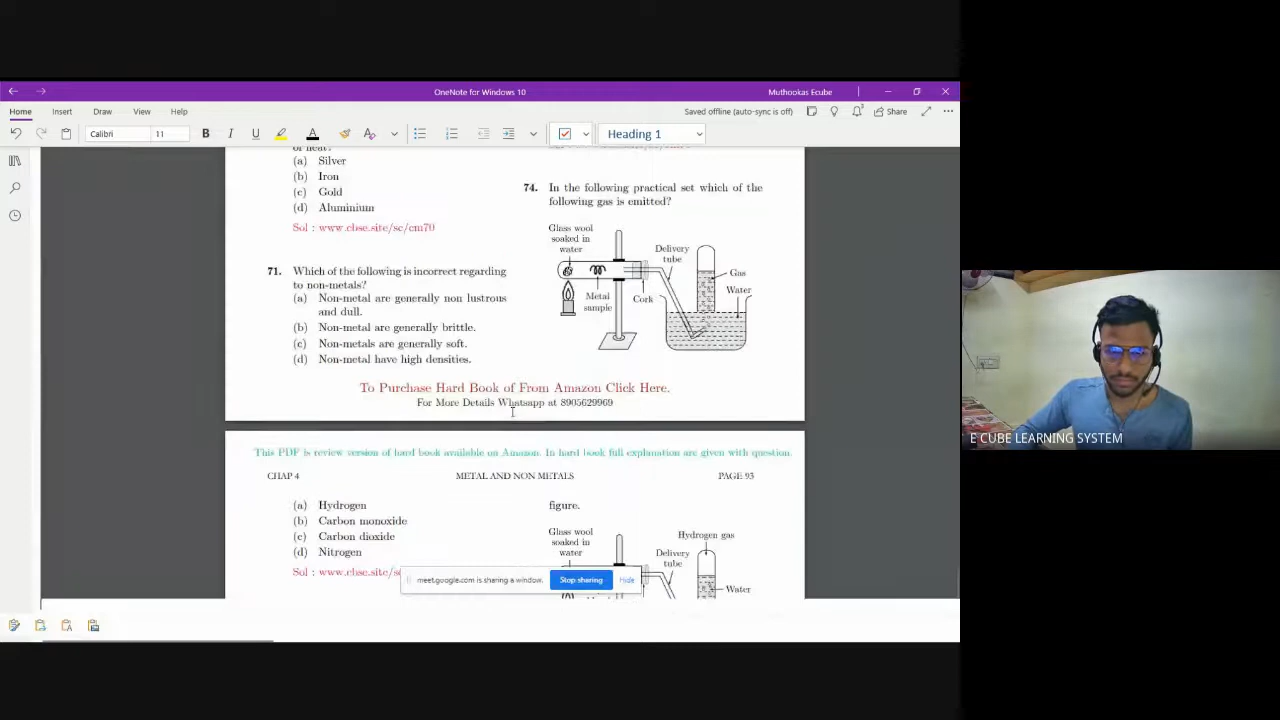 OneNote for Windows 10
Muthookas Ecube
Home
Insert
Draw
View
Help
Saved offline (auto-sync is off)
Share
Calibri
11
B
I
U
A
Heading 1
of heat?
(a) Silver
(b) Iron
(c) Gold
(d) Aluminium
Sol : www.cbse.site/sc/cm70
71. Which of the following is incorrect regarding
to non-metals?
(a) Non-metal are generally non lustrous
and dull.
(b) Non-metal are generally brittle.
(c) Non-metals are generally soft.
(d) Non-metal have high densities.
74. In the following practical set which of the
following gas is emitted?
Glass wool
soaked in
water
Delivery
tube
Gas
Water
Metal
sample
Cork
To Purchase Hard Book of From Amazon Click Here.
For More Details Whatsapp at 8905629969
This PDF is review version of hard book available on Amazon. In hard book full explanation are given with question.
CHAP 4
METAL AND NON METALS
PAGE 93
(a) Hydrogen
(b) Carbon monoxide
(c) Carbon dioxide
(d) Nitrogen
Sol : www.cbse.site/sc
figure.
Glass wool
soaked in
water
Hydrogen gas
Delivery
tube
Water
meet.google.com is sharing a window.
Stop sharing
Hide
E CUBE LEARNING SYSTEM